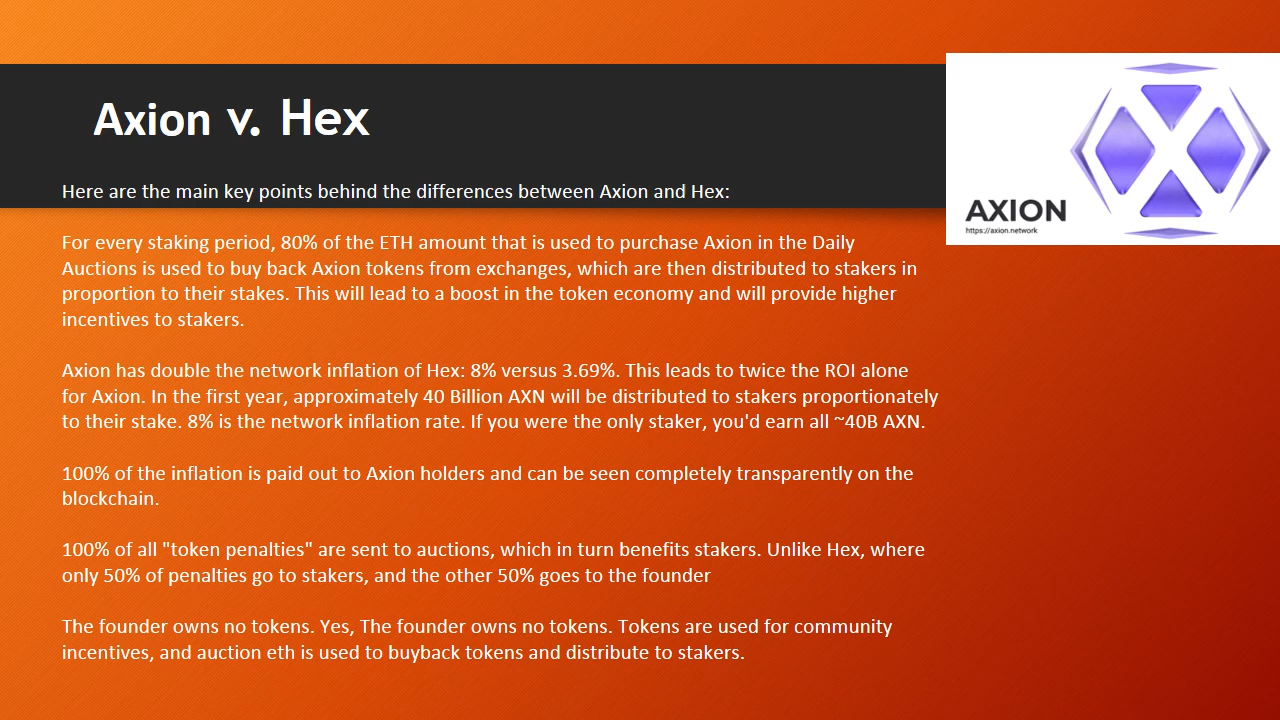 Axion v. Hex
AXION
https://axion.network
Here are the main key points behind the differences between Axion and Hex:
For every staking period, 80% of the ETH amount that is used to purchase Axion in the Daily
Auctions is used to buy back Axion tokens from exchanges, which are then distributed to stakers in
proportion to their stakes. This will lead to a boost in the token economy and will provide higher
incentives to stakers.
Axion has double the network inflation of Hex: 8% versus 3.69%. This leads to twice the ROI alone
for Axion. In the first year, approximately 40 Billion AXN will be distributed to stakers proportionately
to their stake. 8% is the network inflation rate. If you were the only staker, you'd earn all ~40B AXN.
100% of the inflation is paid out to Axion holders and can be seen completely transparently on the
blockchain.
100% of all "token penalties" are sent to auctions, which in turn benefits stakers. Unlike Hex, where
only 50% of penalties go to stakers, and the other 50% goes to the founder
The founder owns no tokens. Yes, The founder owns no tokens. Tokens are used for community
incentives, and auction eth is used to buyback tokens and distribute to stakers.